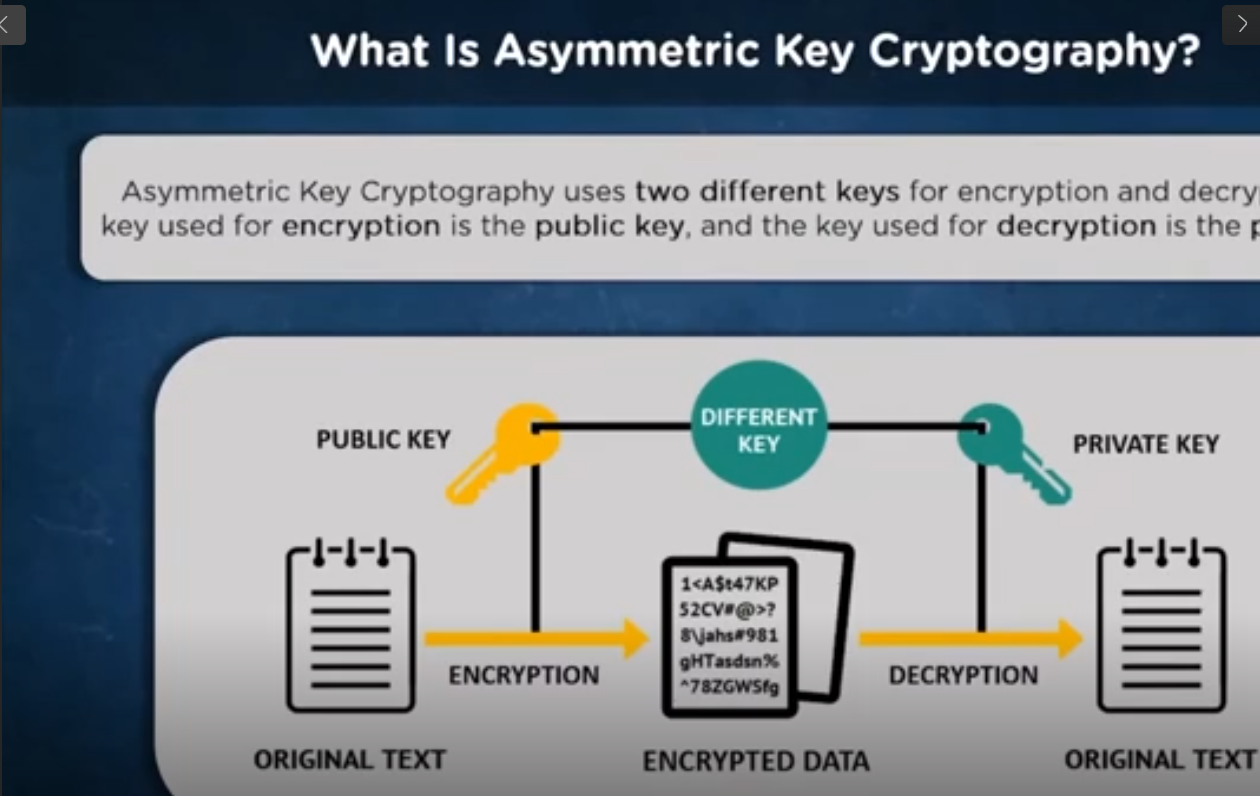 What Is Asymmetric Key Cryptography?
Asymmetric Key Cryptography uses two different keys for encryption and decry
key used for encryption is the public key, and the key used for decryption is the p
DIFFERENT
KEY
PUBLIC KEY
PRIVATE KEY
1<A$t47KP
52CV#@>?
8\jahs#981
gHTasdsn%
^78ZGWSfg
ENCRYPTION
DECRYPTION
ORIGINAL TEXT
ENCRYPTED DATA
ORIGINAL TEXT